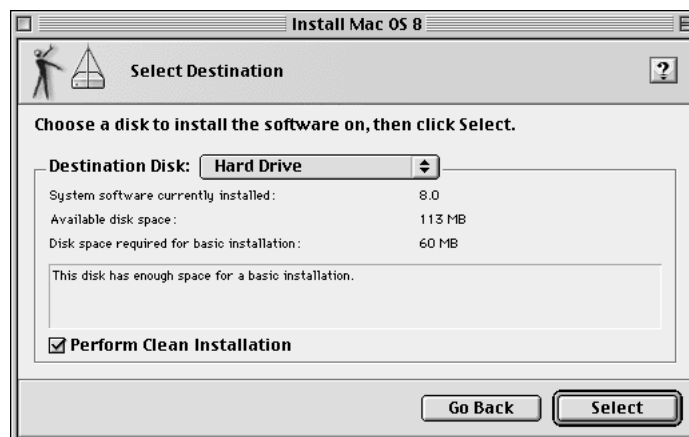 Install Mac OS 8
Select Destination
?
Choose a disk to install the software on, then click Select.
Destination Disk: Hard Drive
System software currently installed: 8.0
Available disk space: 113 MB
Disk space required for basic installation: 60 MB
This disk has enough space for a basic installation.
Perform Clean Installation
Go Back Select